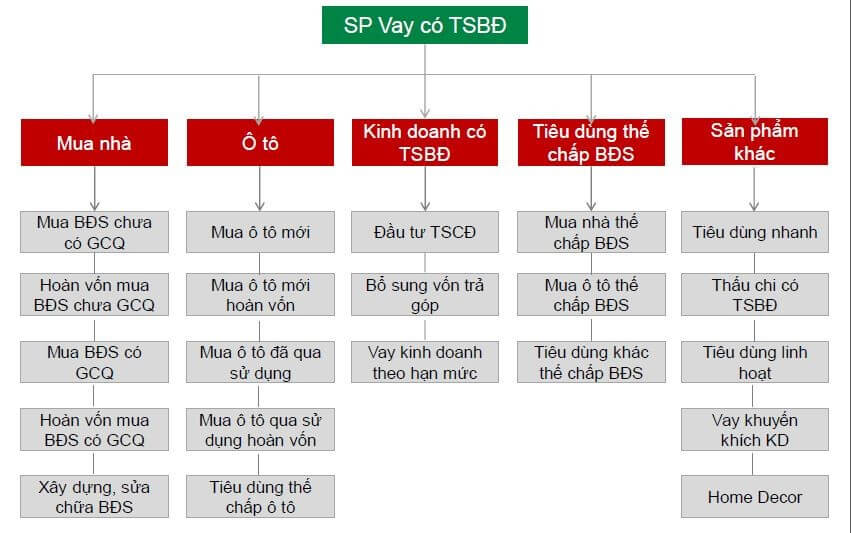 SP Vay có TSBĐ
Mua nhà
Mua BĐS chưa
có GCQ
Hoàn vốn mua
BĐS chưa GCQ
Mua BĐS có
GCQ
Hoàn vốn mua
BĐS có GCQ
Xây dựng, sửa
chữa BĐS
Ô tô
Mua ô tô mới
Mua ô tô mới
hoàn vốn
Mua ô tô đã qua
sử dụng
Mua ô tô qua sử
dụng hoàn vốn
Tiêu dùng thế
chấp ô tô
Kinh doanh có
TSBĐ
Đầu tư TSCĐ
Bổ sung vốn trả
góp
Vay kinh doanh
theo hạn mức
Tiêu dùng thế
chấp BĐS
Mua nhà thế
chấp BĐS
Mua ô tô thế
chấp BĐS
Tiêu dùng khác
thế chấp BĐS
Sản phẩm
khác
Tiêu dùng nhanh
Thấu chi có
TSBĐ
Tiêu dùng linh
hoạt
Vay khuyến
khích KD
Home Decor